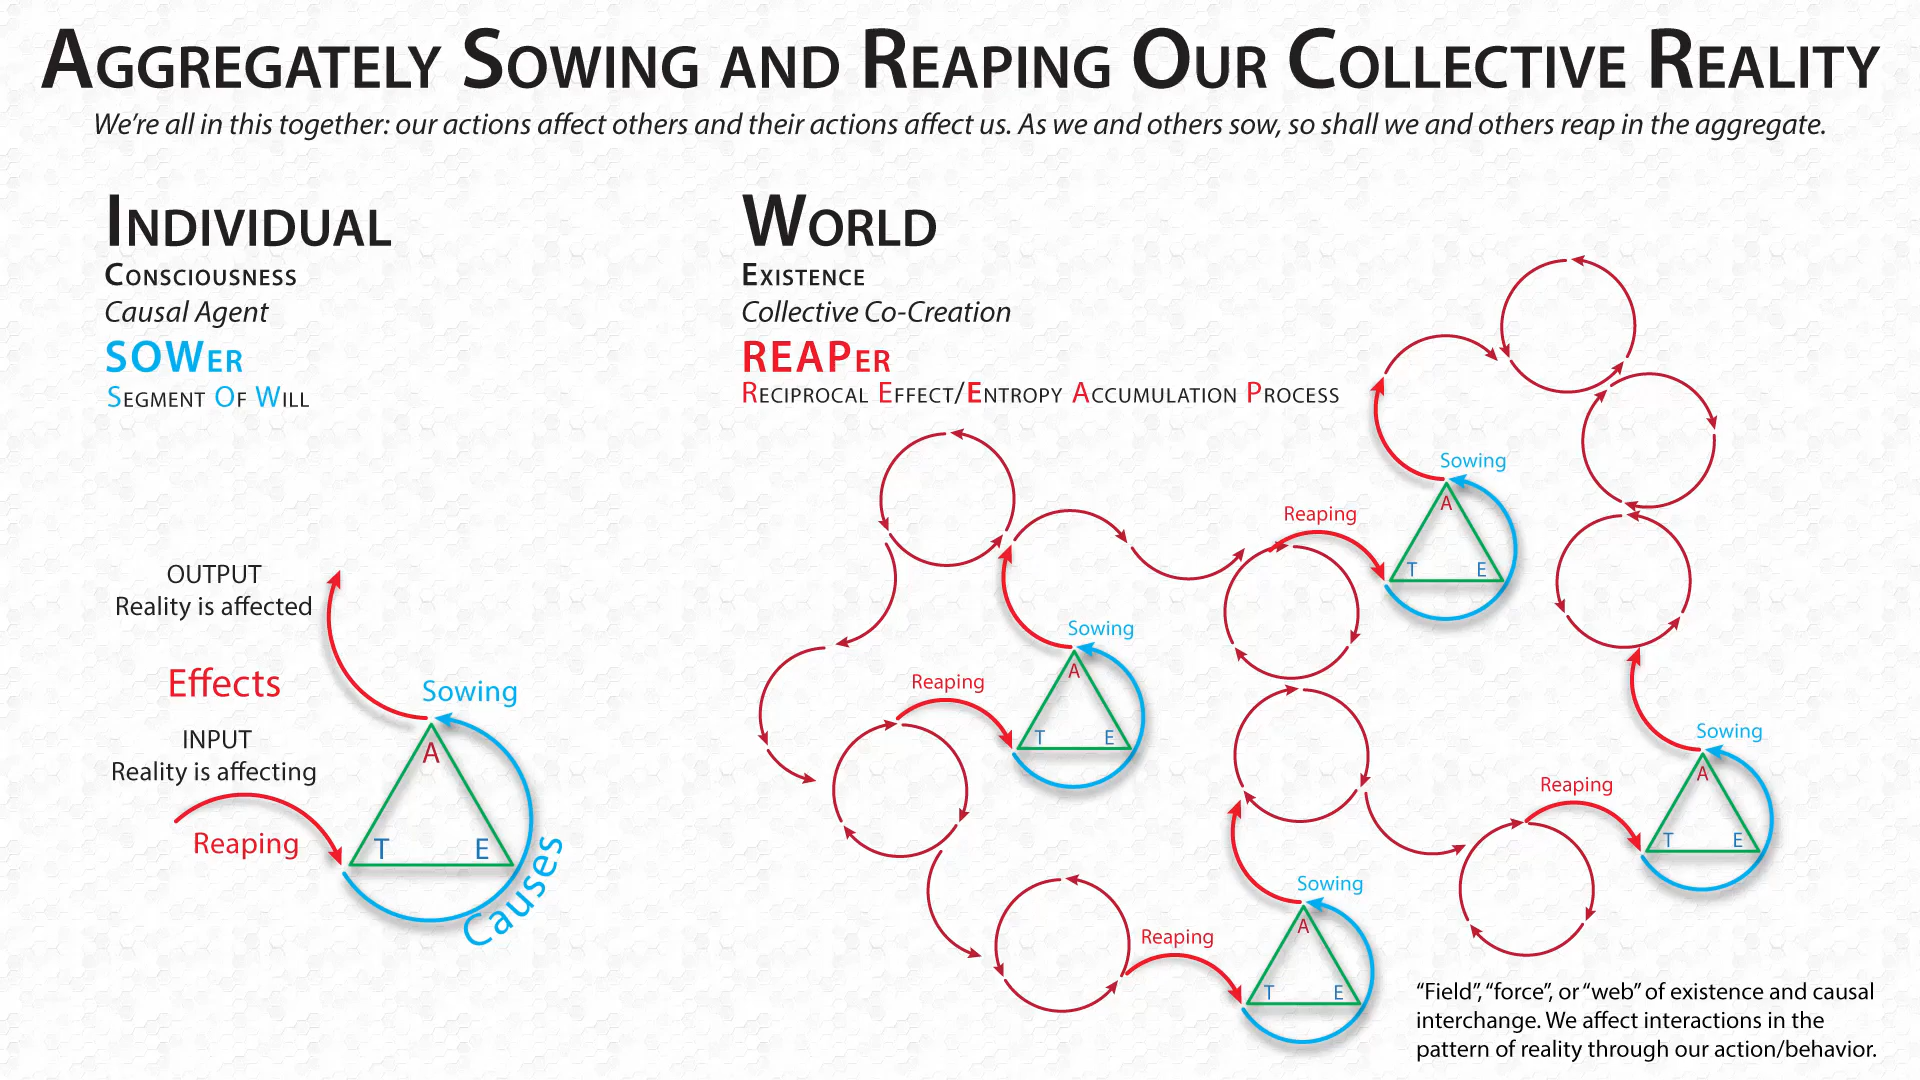 Aggregately Sowing and Reaping Our Collective Reality
We're all in this together: our actions affect others and their actions affect us. As we and others sow, so shall we and others reap in the aggregate.
Individual
Consciousness
Causal Agent
SOWer
Segment Of Will
World
Existence
Collective Co-Creation
REAPer
Reciprocal Effect/Entropy Accumulation Process
OUTPUT
Reality is affected
Effects
INPUT
Reality is affecting
Reaping
Sowing
A
T E
Causes
Sowing
Reaping
A
T E
Sowing
Reaping
A
T E
Sowing
Reaping
A
T E
Sowing
Reaping
A
T E
“Field”, “force”, or “web” of existence and causal
interchange. We affect interactions in the
pattern of reality through our action/behavior.